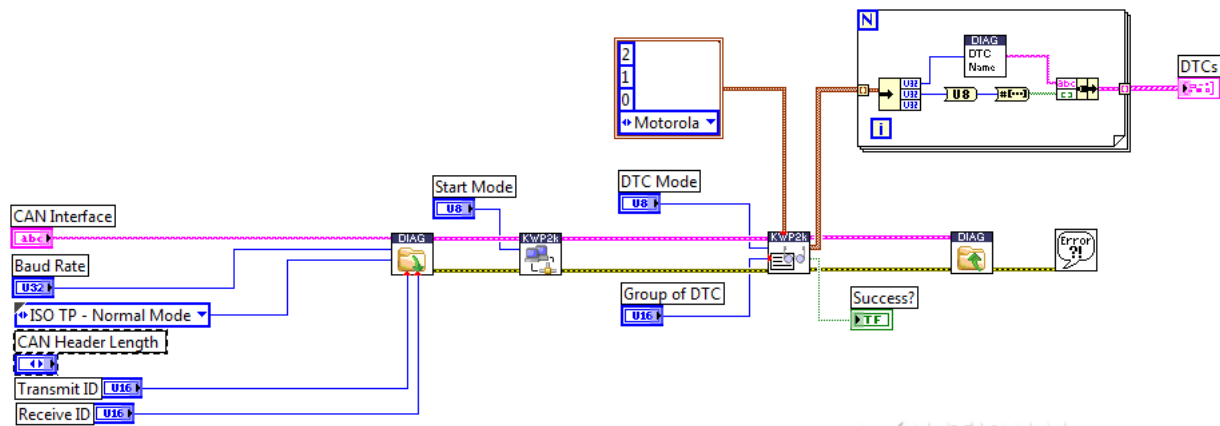 N
DIAG
DTC
Name
U32
U32
U32
U8
#[...]
abc
i
DTCs
2
1
0
Motorola
Start Mode
U8
DTC Mode
U8
CAN Interface
abc
DIAG
KWP2k
KWP2k
DIAG
Error
?!
Baud Rate
U32
Group of DTC
U16
Success?
TF
ISO TP - Normal Mode
CAN Header Length
Transmit ID U16
Receive ID U16